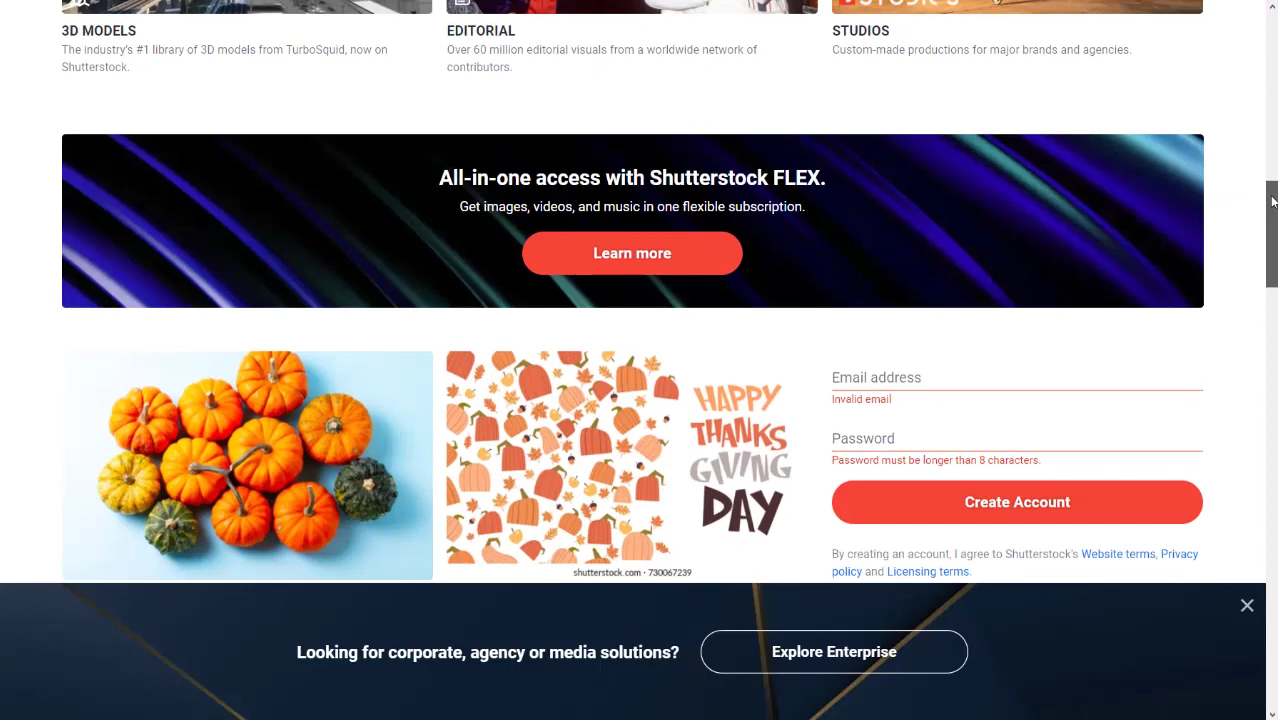 3D MODELS
The industry's #1 library of 3D models from TurboSquid, now on
Shutterstock.
EDITORIAL
Over 60 million editorial visuals from a worldwide network of
contributors.
STUDIOS
Custom-made productions for major brands and agencies.
All-in-one access with Shutterstock FLEX.
Get images, videos, and music in one flexible subscription.
Learn more
HAPPY
THANKS
GIVING
DAY
shutterstock.com · 730067239
Email address
Invalid email
Password
Password must be longer than 8 characters.
Create Account
By creating an account, I agree to Shutterstock's Website terms, Privacy
policy and Licensing terms.
Looking for corporate, agency or media solutions?
Explore Enterprise